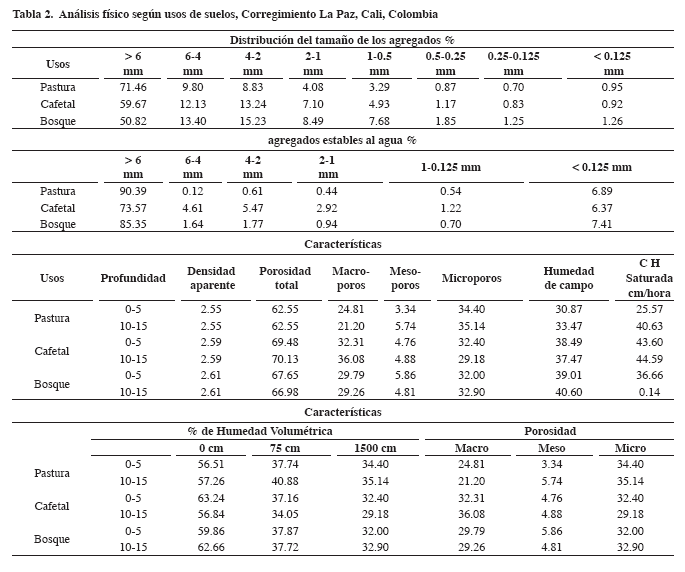 Tabla 2. Análisis físico según usos de suelos, Corregimiento La Paz, Cali, Colombia
Distribución del tamaño de los agregados %
Usos > 6 mm 6-4 mm 4-2 mm 2-1 mm 1-0.5 mm 0.5-0.25 mm 0.25-0.125 mm < 0.125 mm
Pastura 71.46 9.80 8.83 4.08 3.29 0.87 0.70 0.95
Cafetal 59.67 12.13 13.24 7.10 4.93 1.17 0.83 0.92
Bosque 50.82 13.40 15.23 8.49 7.68 1.85 1.25 1.26
agregados estables al agua %
> 6 mm 6-4 mm 4-2 mm 2-1 mm 1-0.125 mm < 0.125 mm
Pastura 90.39 0.12 0.61 0.44 0.54 6.89
Cafetal 73.57 4.61 5.47 2.92 1.22 6.37
Bosque 85.35 1.64 1.77 0.94 0.70 7.41
Características
Usos Profundidad Densidad aparente Porosidad total Macro-poros Meso-poros Microporos Humedad de campo C H Saturada cm/hora
Pastura 0-5 2.55 62.55 24.81 3.34 34.40 30.87 25.57
10-15 2.55 62.55 21.20 5.74 35.14 33.47 40.63
Cafetal 0-5 2.59 69.48 32.31 4.76 32.40 38.49 43.60
10-15 2.59 70.13 36.08 4.88 29.18 37.47 44.59
Bosque 0-5 2.61 67.65 29.79 5.86 32.00 39.01 36.66
10-15 2.61 66.98 29.26 4.81 32.90 40.60 0.14
Características
% de Humedad Volumétrica Porosidad
0 cm 75 cm 1500 cm Macro Meso Micro
Pastura 0-5 56.51 37.74 34.40 24.81 3.34 34.40
10-15 57.26 40.88 35.14 21.20 5.74 35.14
Cafetal 0-5 63.24 37.16 32.40 32.31 4.76 32.40
10-15 56.84 34.05 29.18 36.08 4.88 29.18
Bosque 0-5 59.86 37.87 32.00 29.79 5.86 32.00
10-15 62.66 37.72 32.90 29.26 4.81 32.90